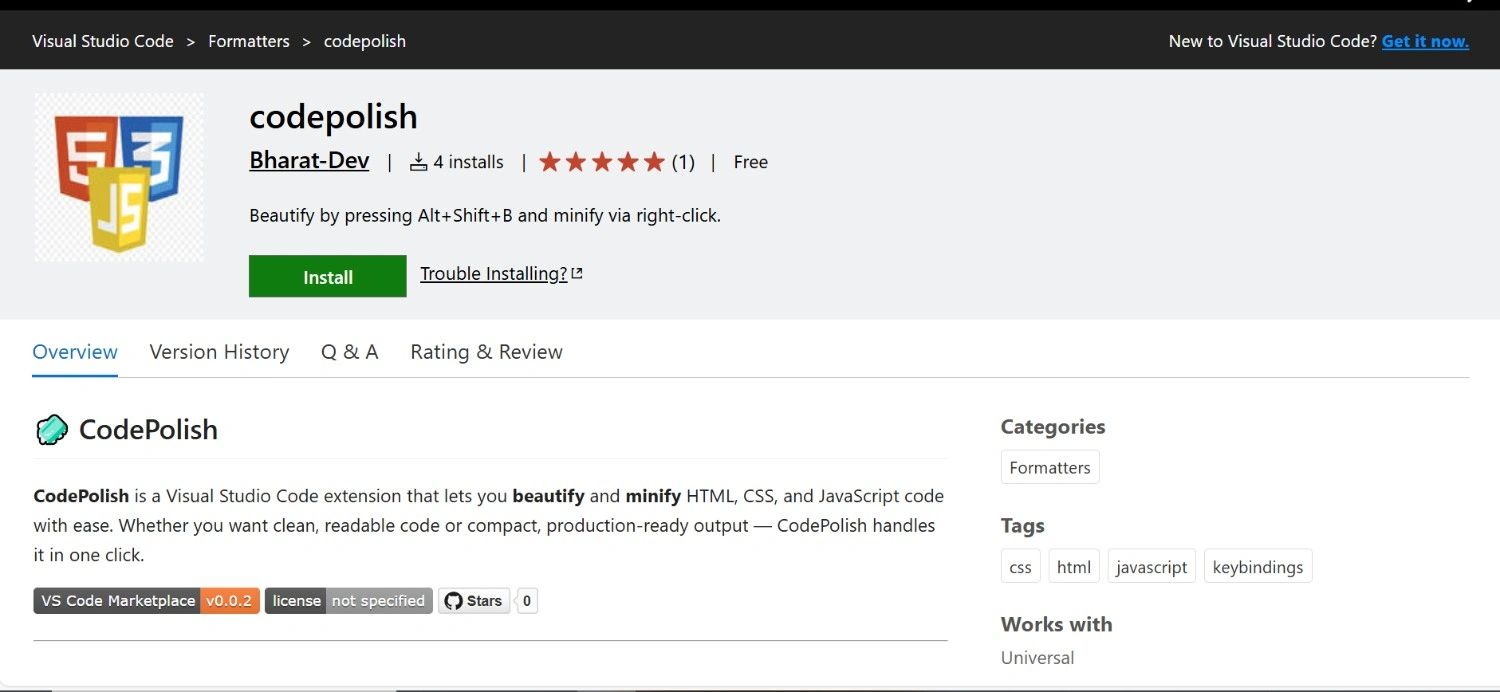 Visual Studio Code > Formatters > codepolish
New to Visual Studio Code? Get it now.
5 3
JS
codepolish
Bharat-Dev | 4 installs | ★★★★★ (1) | Free
Beautify by pressing Alt+Shift+B and minify via right-click.
Install
Trouble Installing?
Overview
Version History
Q & A
Rating & Review
CodePolish
CodePolish is a Visual Studio Code extension that lets you beautify and minify HTML, CSS, and JavaScript code
with ease. Whether you want clean, readable code or compact, production-ready output — CodePolish handles
it in one click.
VS Code Marketplace v0.0.2 license not specified Stars 0
Categories
Formatters
Tags
css html javascript keybindings
Works with
Universal